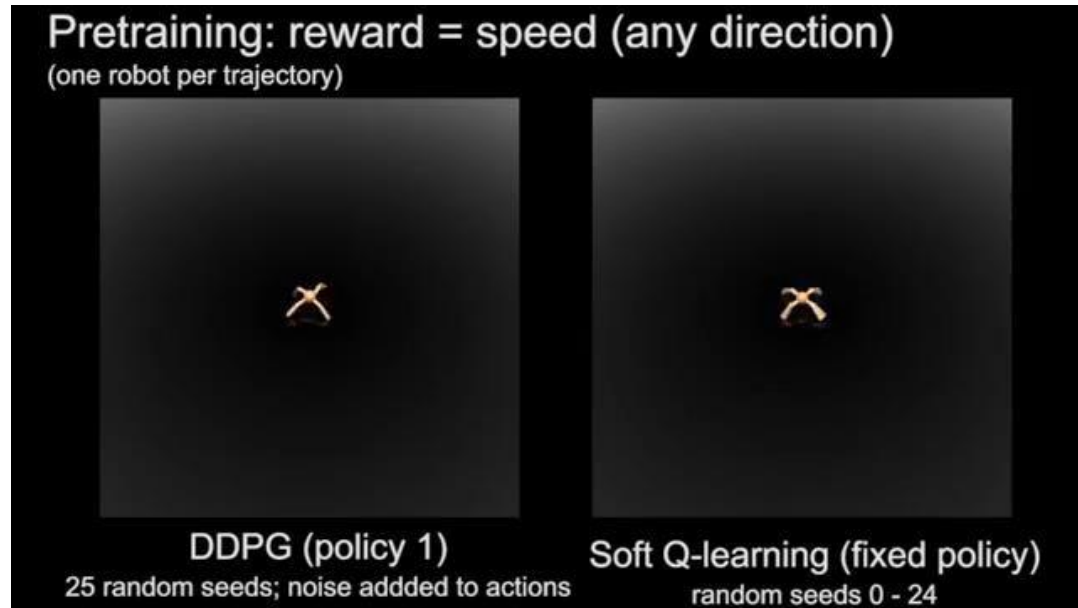 Pretraining: reward = speed (any direction)
(one robot per trajectory)
DDPG (policy 1)
25 random seeds; noise addded to actions
Soft Q-learning (fixed policy)
random seeds 0 - 24